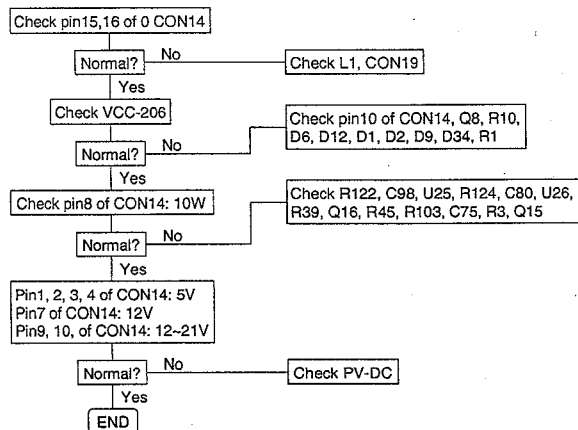 Check pin15,16 of 0 CON14
Normal?
No
Check L1, CON19
Yes
Check VCC-206
Check pin10 of CON14, Q8, R10,
D6, D12, D1, D2, D9, D34, R1
Normal?
No
Yes
Check pin8 of CON14: 10W
Check R122, C98, U25, R124, C80, U26,
R39, Q16, R45, R103, C75, R3, Q15
Normal?
No
Yes
Pin1, 2, 3, 4 of CON14: 5V
Pin7 of CON14: 12V
Pin9, 10, of CON14: 12~21V
Normal?
No
Check PV-DC
Yes
END